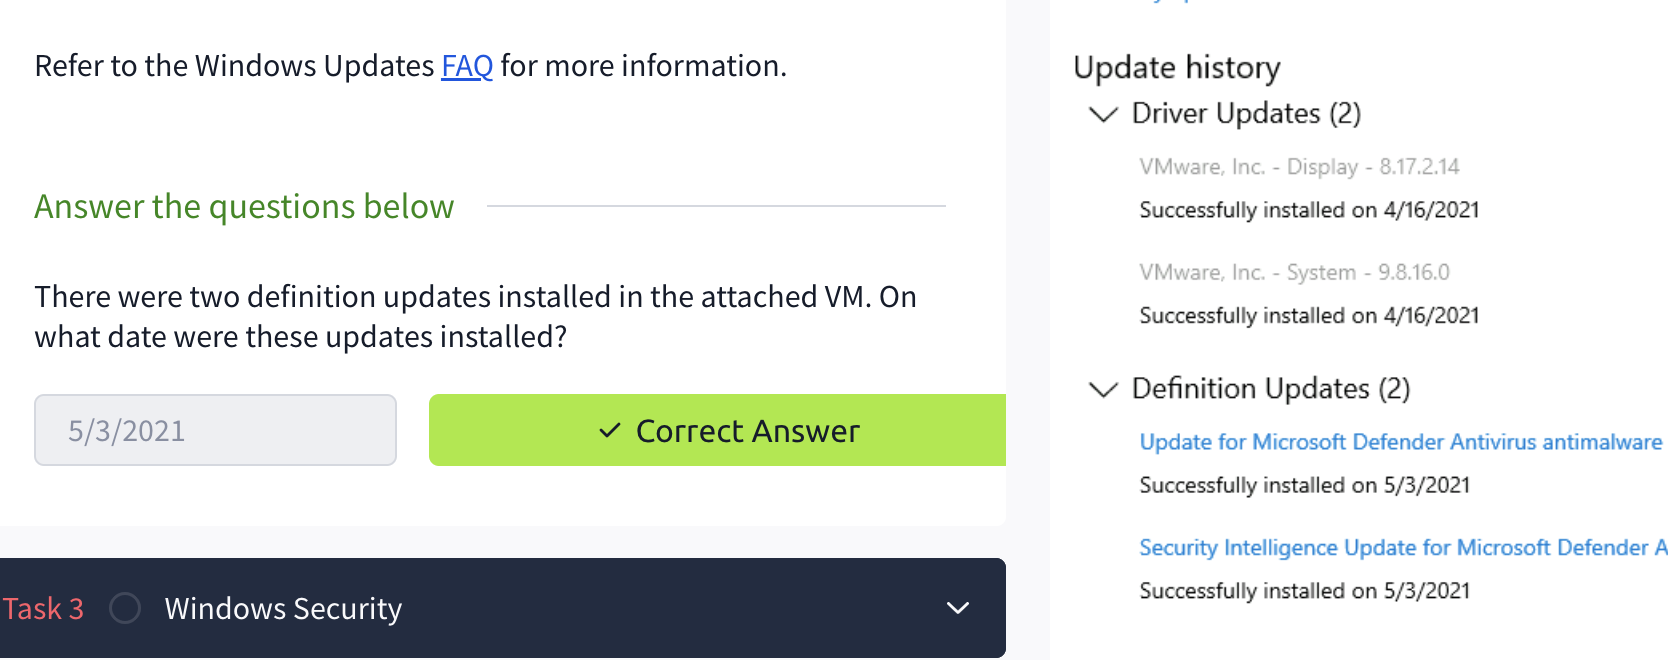 Refer to the Windows Updates FAQ for more information.
Answer the questions below
There were two definition updates installed in the attached VM. On
what date were these updates installed?
5/3/2021
✓ Correct Answer
Task 3 Windows Security
Update history
Driver Updates (2)
VMware, Inc. - Display - 8.17.2.14
Successfully installed on 4/16/2021
VMware, Inc. - System - 9.8.16.0
Successfully installed on 4/16/2021
Definition Updates (2)
Update for Microsoft Defender Antivirus antimalware
Successfully installed on 5/3/2021
Security Intelligence Update for Microsoft Defender A
Successfully installed on 5/3/2021